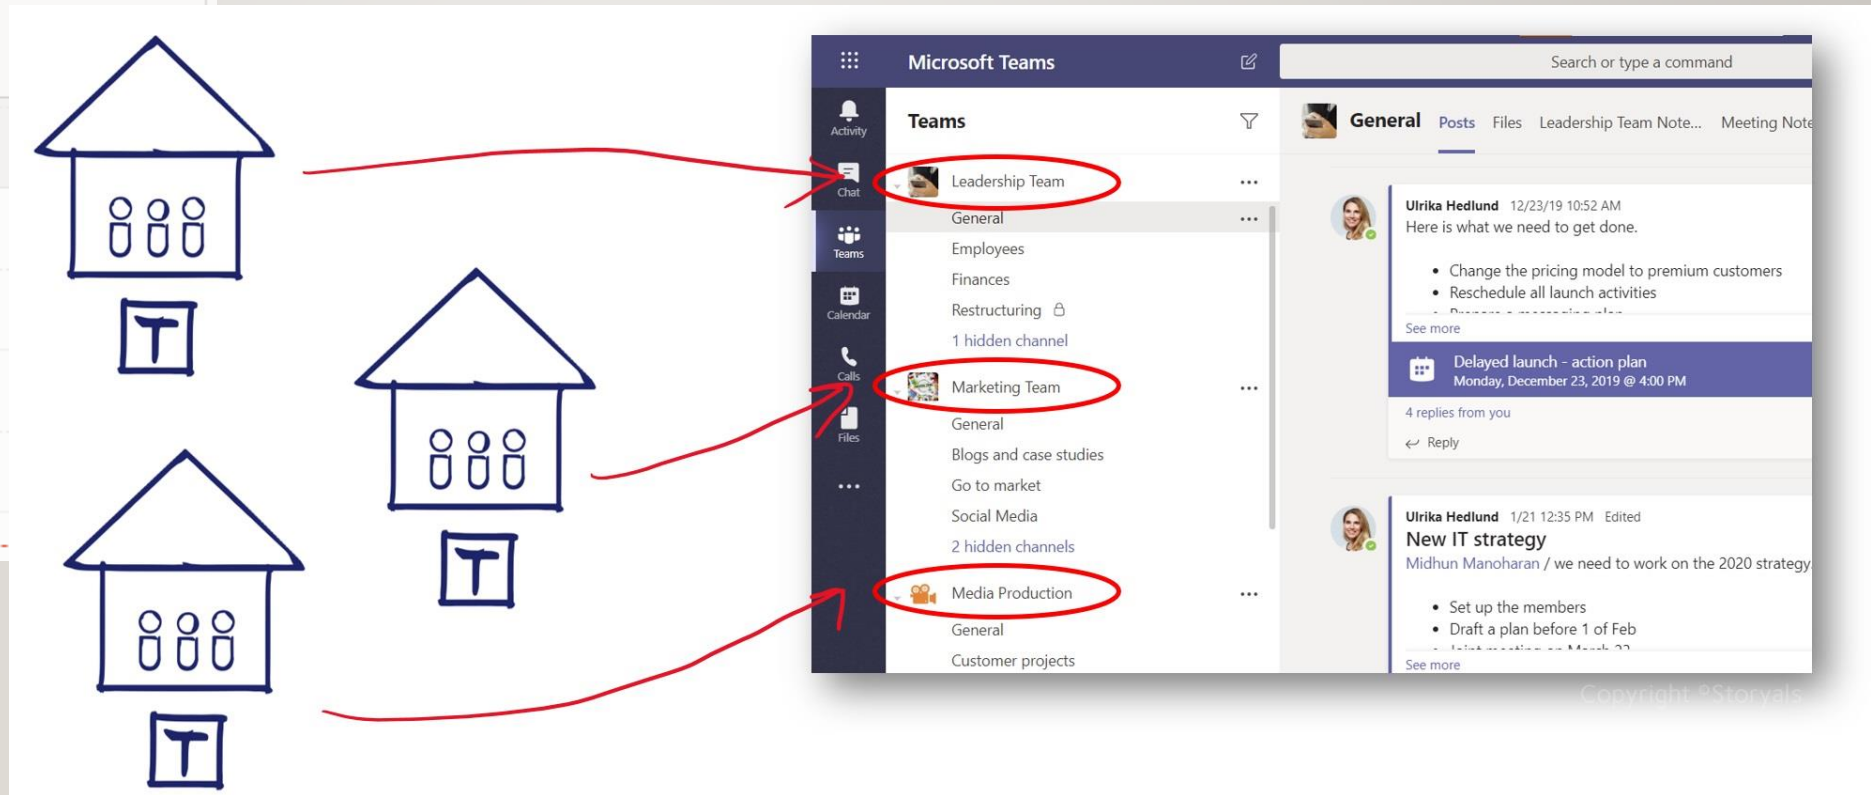 T
T
T
Microsoft Teams
Search or type a command
Activity
Chat
Teams
Calendar
Calls
Files
Teams
Leadership Team
General
Employees
Finances
Restructuring
1 hidden channel
Marketing Team
General
Blogs and case studies
Go to market
Social Media
2 hidden channels
Media Production
General
Customer projects
General Posts Files Leadership Team Note... Meeting Note
Ulrika Hedlund 12/23/19 10:52 AM
Here is what we need to get done.
• Change the pricing model to premium customers
• Reschedule all launch activities
See more
Delayed launch - action plan
Monday, December 23, 2019 @ 4:00 PM
4 replies from you
Reply
Ulrika Hedlund 1/21 12:35 PM Edited
New IT strategy
Midhun Manoharan / we need to work on the 2020 strategy.
• Set up the members
• Draft a plan before 1 of Feb
See more
Copyright ©Storyals